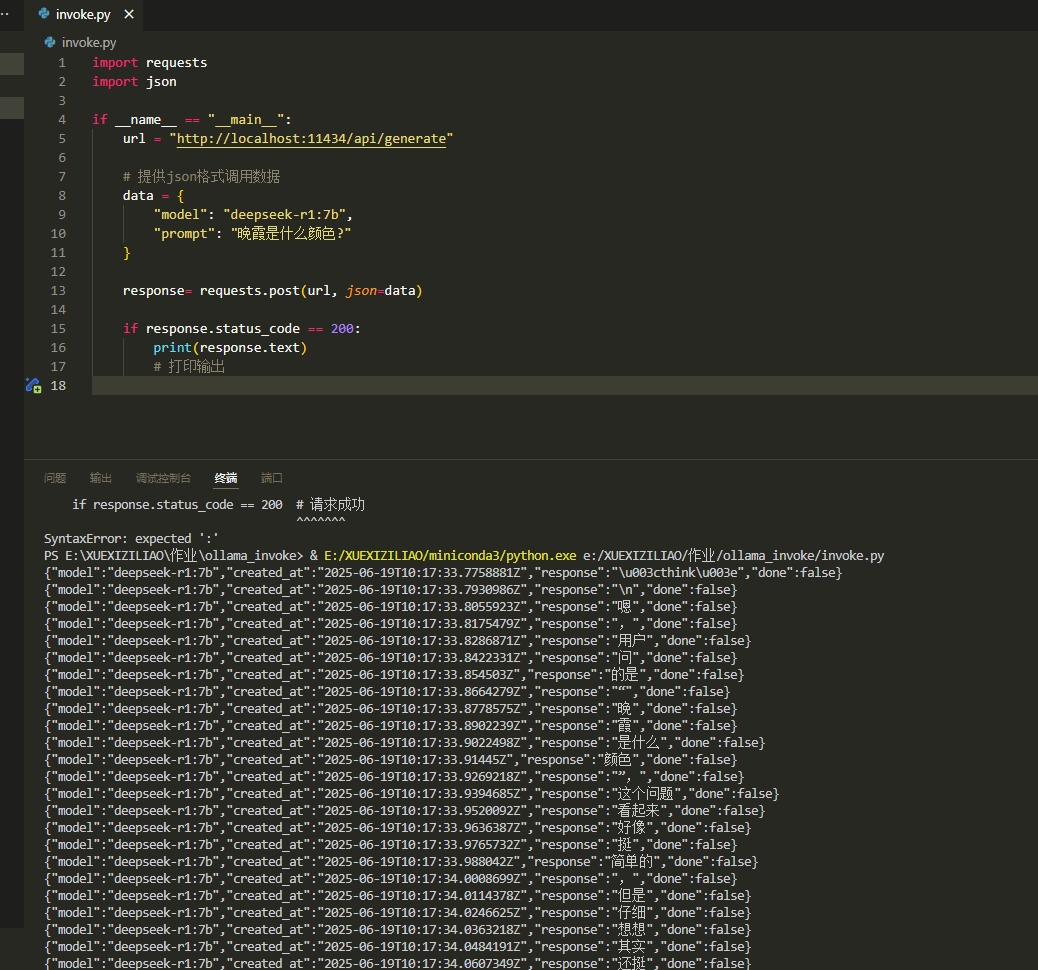 invoke.py
invoke.py
1 import requests
2 import json
3
4 if __name__ == "__main__":
5 url = "http://localhost:11434/api/generate"
6
7 # 提供json格式调用数据
8 data = {
9 "model": "deepseek-r1:7b",
10 "prompt": "晚霞是什么颜色?"
11 }
12
13 response= requests.post(url, json=data)
14
15 if response.status_code == 200:
16 print(response.text)
17 # 打印输出
18
问题 输出 调试控制台 终端 端口
if response.status_code == 200 # 请求成功
^^^^^^^
SyntaxError: expected ':'
PS E:\XUEXIZILIAO\作业\ollama_invoke> & E:/XUEXIZILIAO/miniconda3/python.exe e:/XUEXIZILIAO/作业/ollama_invoke/invoke.py
{"model":"deepseek-r1:7b","created_at":"2025-06-19T10:17:33.7758881Z","response":"\u003cthink\u003e","done":false}
{"model":"deepseek-r1:7b","created_at":"2025-06-19T10:17:33.7930986Z","response":"\n","done":false}
{"model":"deepseek-r1:7b","created_at":"2025-06-19T10:17:33.8055923Z","response":"嗯","done":false}
{"model":"deepseek-r1:7b","created_at":"2025-06-19T10:17:33.8175479Z","response":"，","done":false}
{"model":"deepseek-r1:7b","created_at":"2025-06-19T10:17:33.8286871Z","response":"用户","done":false}
{"model":"deepseek-r1:7b","created_at":"2025-06-19T10:17:33.8422331Z","response":"问","done":false}
{"model":"deepseek-r1:7b","created_at":"2025-06-19T10:17:33.854503Z","response":"的是","done":false}
{"model":"deepseek-r1:7b","created_at":"2025-06-19T10:17:33.8664279Z","response":"“","done":false}
{"model":"deepseek-r1:7b","created_at":"2025-06-19T10:17:33.8778575Z","response":"晚","done":false}
{"model":"deepseek-r1:7b","created_at":"2025-06-19T10:17:33.8902239Z","response":"霞","done":false}
{"model":"deepseek-r1:7b","created_at":"2025-06-19T10:17:33.9022498Z","response":"是什么","done":false}
{"model":"deepseek-r1:7b","created_at":"2025-06-19T10:17:33.91445Z","response":"颜色","done":false}
{"model":"deepseek-r1:7b","created_at":"2025-06-19T10:17:33.9269218Z","response":"”，","done":false}
{"model":"deepseek-r1:7b","created_at":"2025-06-19T10:17:33.9394685Z","response":"这个问题","done":false}
{"model":"deepseek-r1:7b","created_at":"2025-06-19T10:17:33.9520092Z","response":"看起来","done":false}
{"model":"deepseek-r1:7b","created_at":"2025-06-19T10:17:33.9636387Z","response":"好像","done":false}
{"model":"deepseek-r1:7b","created_at":"2025-06-19T10:17:33.9765732Z","response":"挺","done":false}
{"model":"deepseek-r1:7b","created_at":"2025-06-19T10:17:33.988042Z","response":"简单的","done":false}
{"model":"deepseek-r1:7b","created_at":"2025-06-19T10:17:34.0008699Z","response":"，","done":false}
{"model":"deepseek-r1:7b","created_at":"2025-06-19T10:17:34.0114378Z","response":"但是","done":false}
{"model":"deepseek-r1:7b","created_at":"2025-06-19T10:17:34.0246625Z","response":"仔细","done":false}
{"model":"deepseek-r1:7b","created_at":"2025-06-19T10:17:34.0363218Z","response":"想想","done":false}
{"model":"deepseek-r1:7b","created_at":"2025-06-19T10:17:34.0484191Z","response":"其实","done":false}
{"model":"deepseek-r1:7b","created_at":"2025-06-19T10:17:34.0607349Z","response":"还挺","done":false}